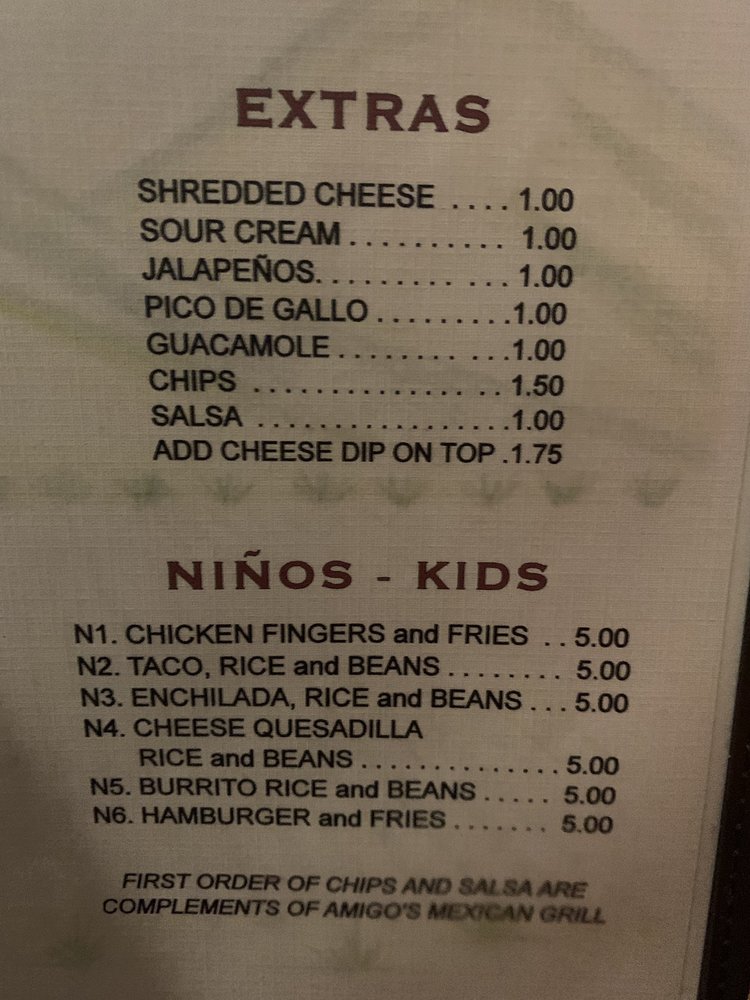 EXTRAS
SHREDDED CHEESE .... 1.00
SOUR CREAM .......... 1.00
JALAPEÑOS. ........ ... 1.00
PICO DE GALLO .........1.00
GUACAMOLE ........ ...1.00
CHIPS .............. .. 1.50
SALSA .................1.00
ADD CHEESE DIP ON TOP .1.75
NIÑOS - KIDS
N1. CHICKEN FINGERS and FRIES .. 5.00
N2. TACO, RICE and BEANS ........ 5.00
N3. ENCHILADA, RICE and BEANS ... 5.00
N4. CHEESE QUESADILLA
RICE and BEANS .............. 5.00
N5. BURRITO RICE and BEANS ..... 5.00
N6. HAMBURGER and FRIES ....... 5.00
FIRST ORDER OF CHIPS AND SALSA ARE
COMPLEMENTS OF AMIGO'S MEXICAN GRILL